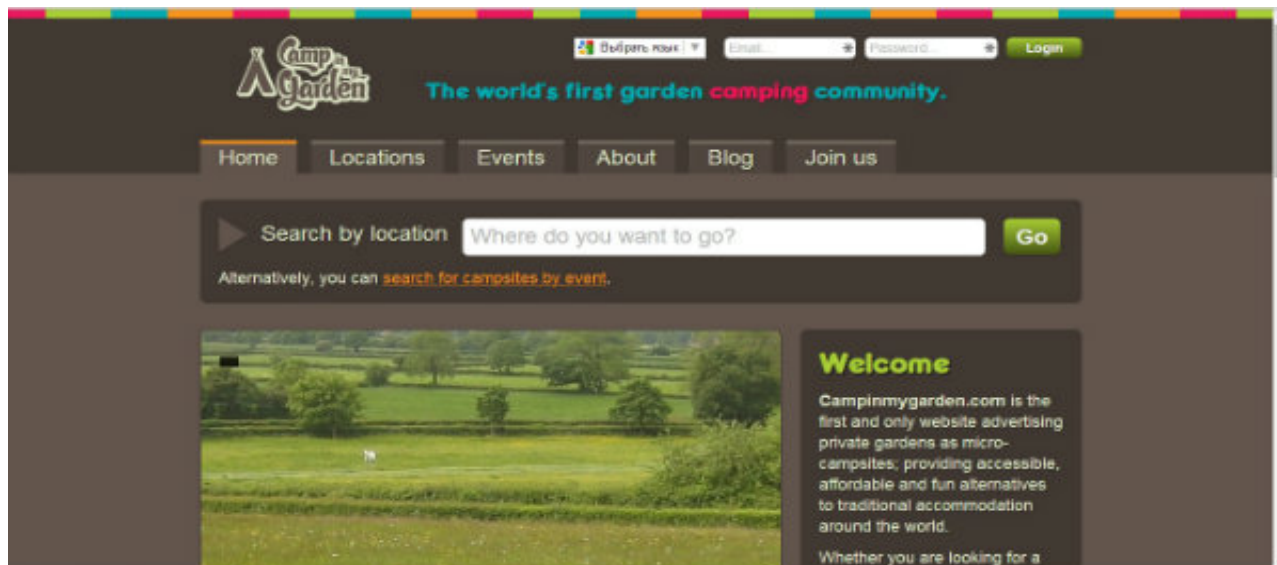 Camp in my Garden
Выбрать язык
Email...
Password...
Login
The world's first garden camping community.
Home
Locations
Events
About
Blog
Join us
Search by location
Where do you want to go?
Go
Alternatively, you can search for campsites by event.
Welcome
Campinmygarden.com is the
first and only website advertising
private gardens as micro-
campsites; providing accessible,
affordable and fun alternatives
to traditional accommodation
around the world.
Whether you are looking for a